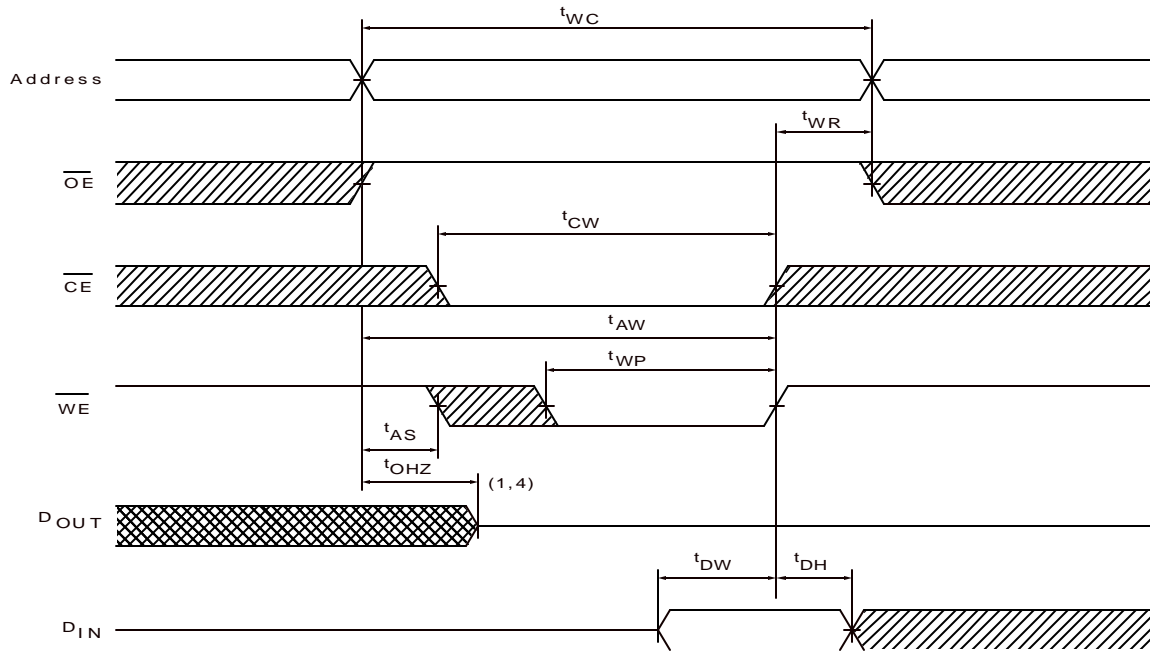 tWC
Address
tWR
OE
tCW
CE
tAW
tWP
WE
tAS
tOHZ
(1,4)
DOUT
tDW
tDH
DIN